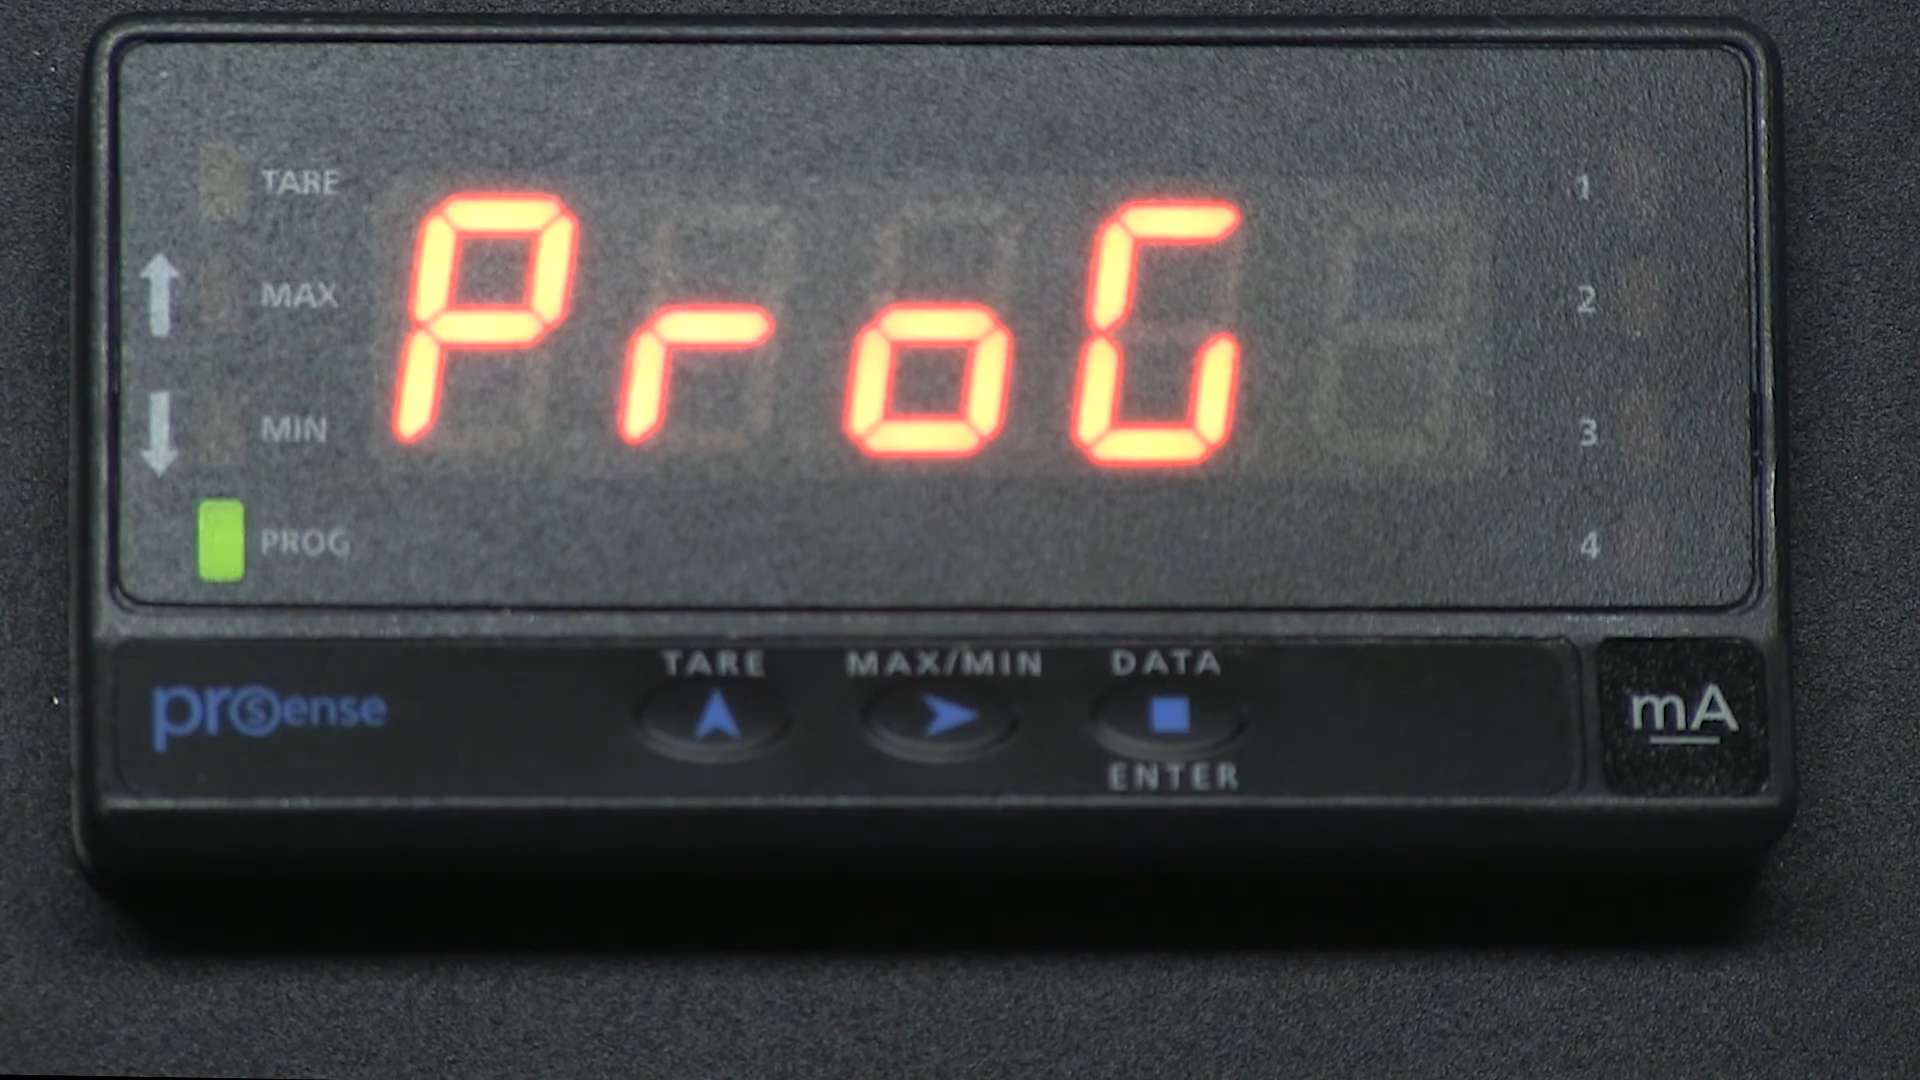 TARE
MAX
MIN
PROG
ProG
1
2
3
4
TARE MAX/MIN DATA
prosense
ENTER
mA